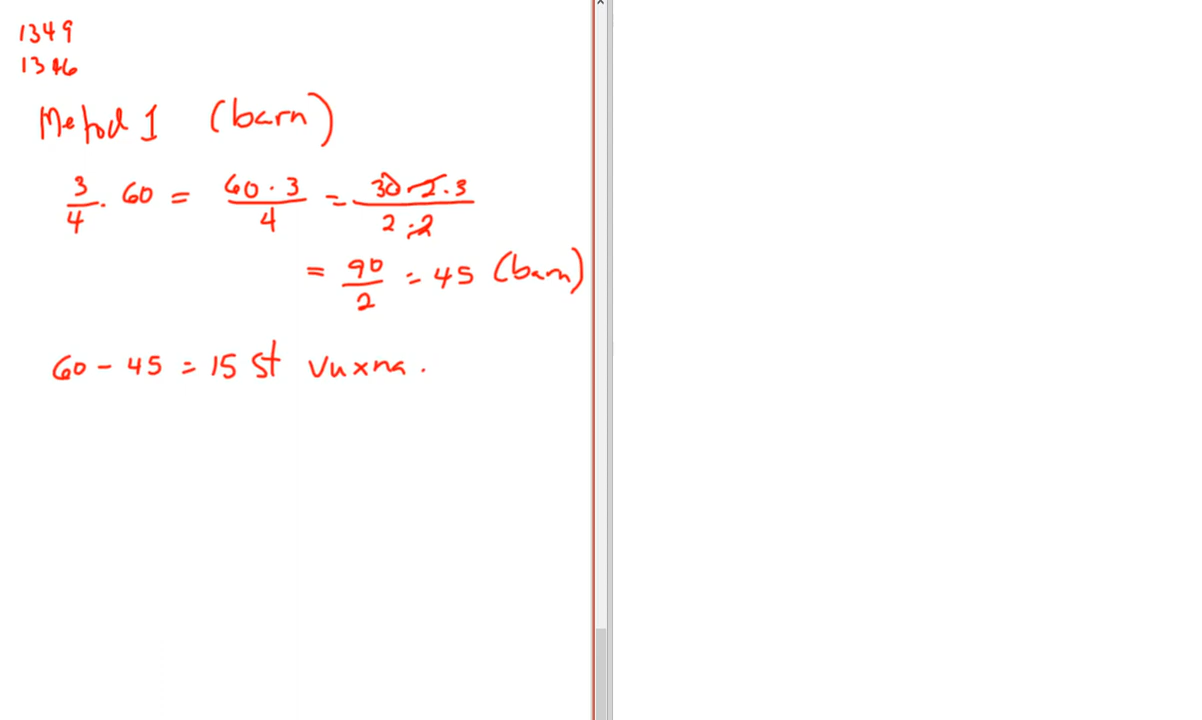 1349
1346
Metod 1 (barn)
3/4 · 60 = 60 · 3/4 = 30 · 2 · 3/2 · 2
= 90/2 = 45 (barn)
60 - 45 = 15 st vuxna.